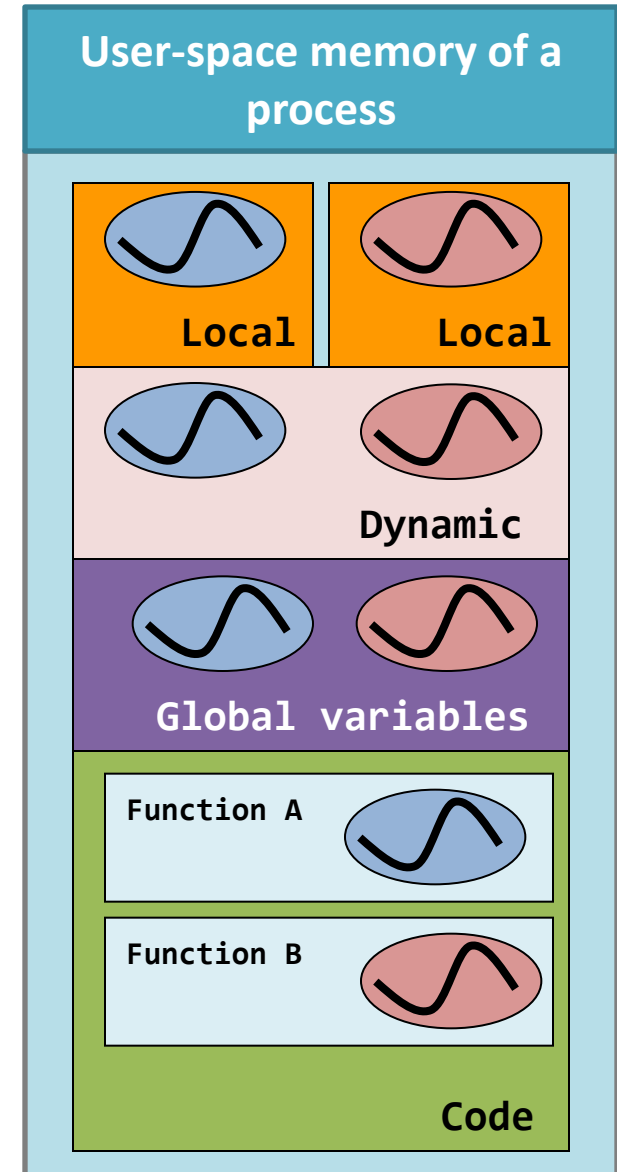 User-space memory of a
process
Local
Local
Dynamic
Global variables
Function A
Function B
Code